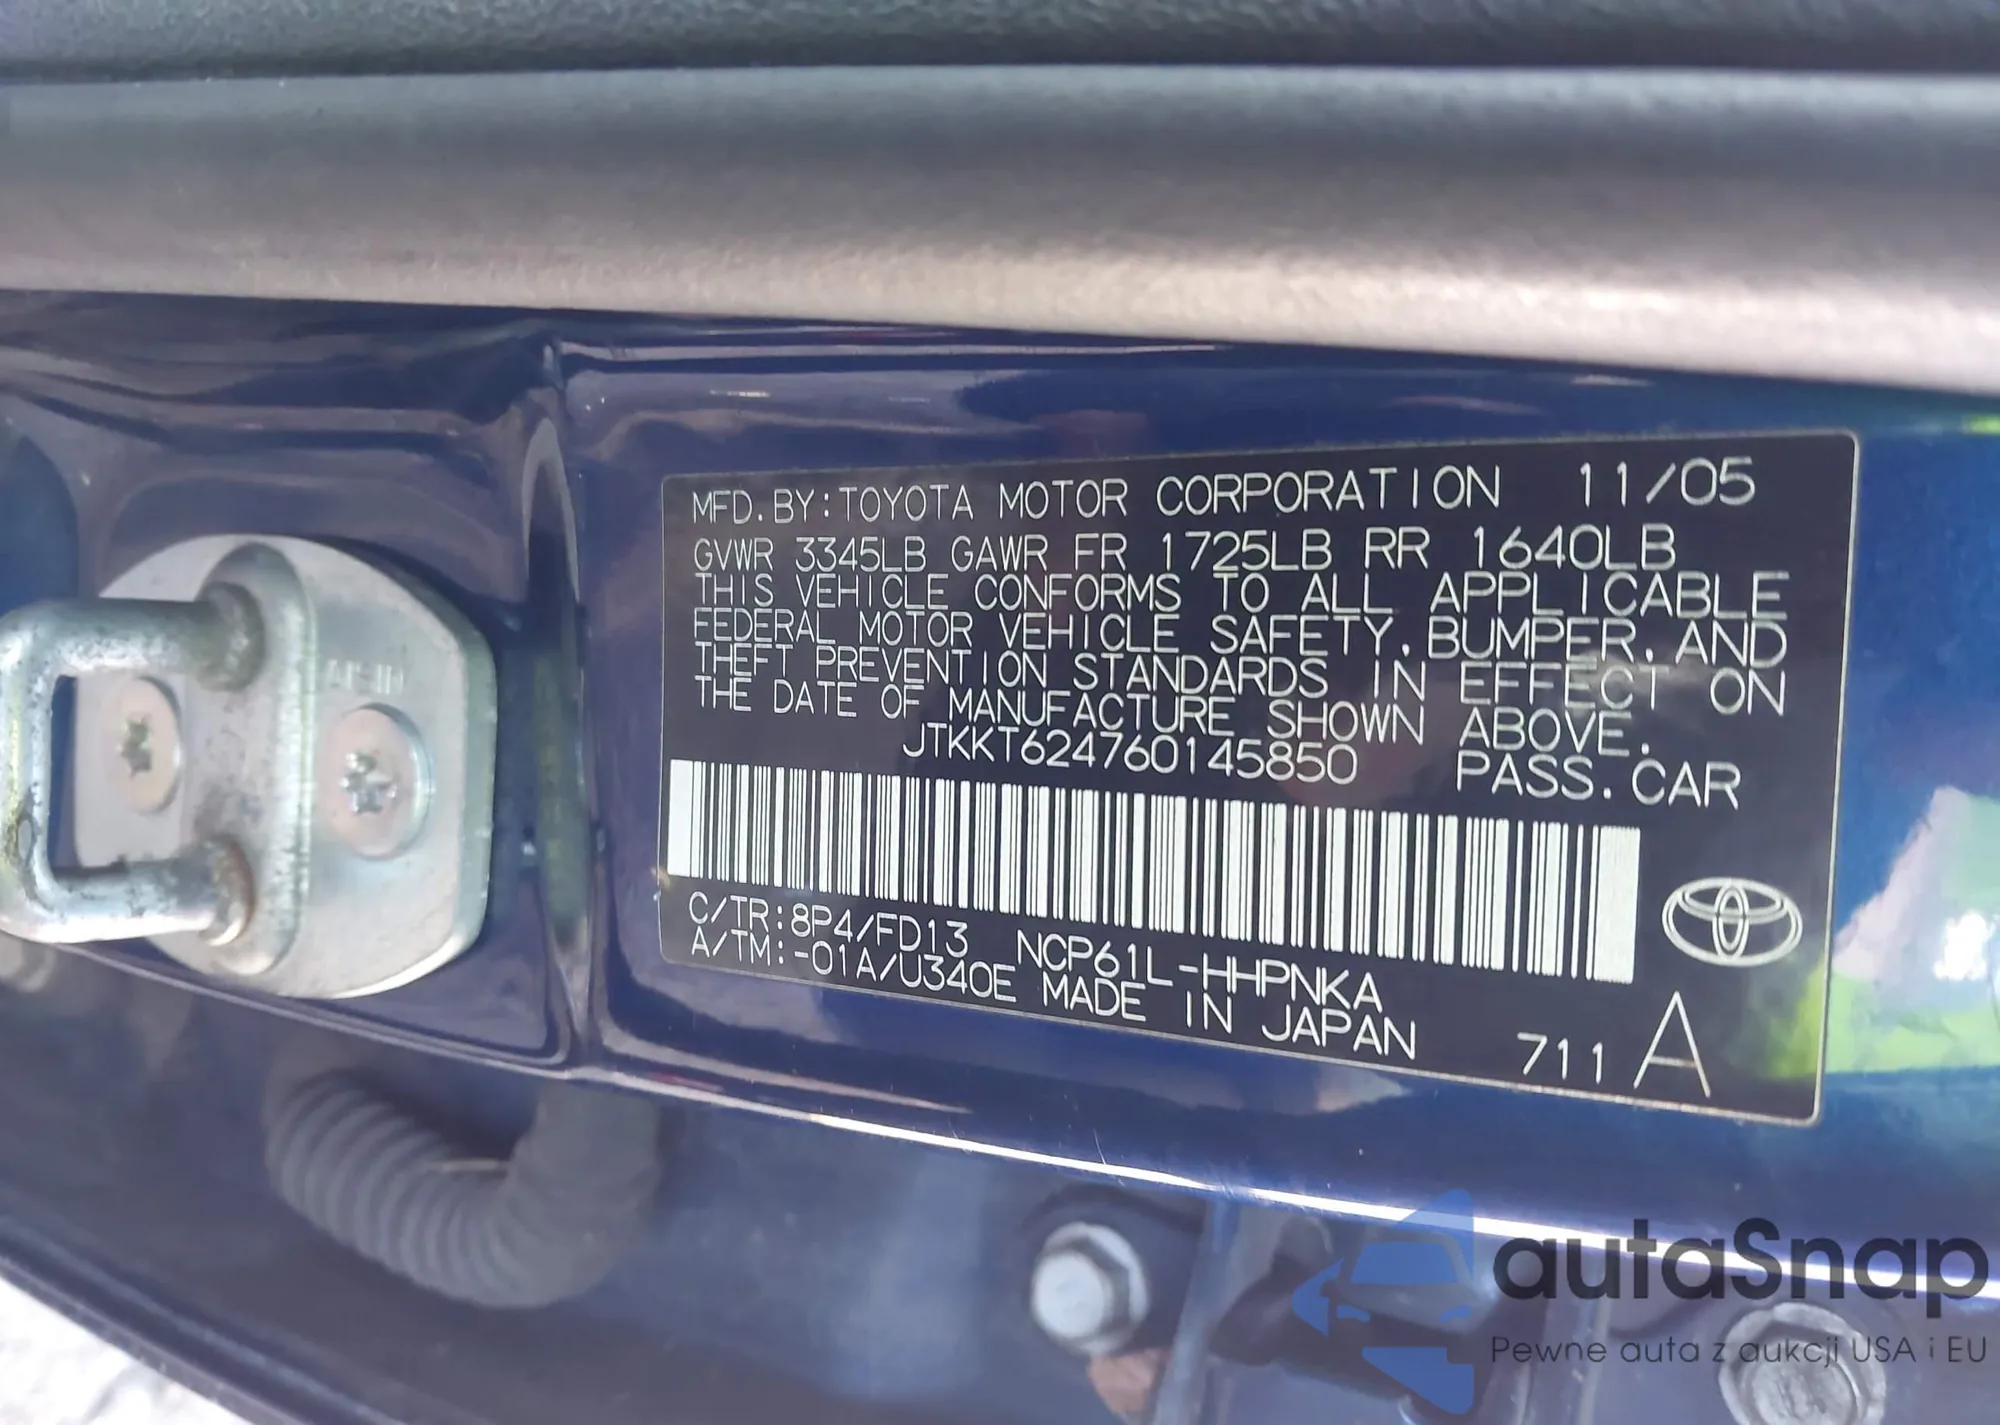 MFD. BY: TOYOTA MOTOR CORPORATION 11/05
GVWR 3345LB GAWR FR 1725LB RR 1640LB
THIS VEHICLE CONFORMS TO ALL APPLICABLE
FEDERAL MOTOR VEHICLE SAFETY, BUMPER, AND
THEFT PREVENTION STANDARDS IN EFFECT ON
THE DATE OF MANUFACTURE SHOWN ABOVE.
JTKKT624760145850 PASS. CAR
C/TR:8P4/FD13 NCP61L-HHPNKA
A/TM:-01A/U340E MADE IN JAPAN 711 A
AISIN
autaSnap
Pewne auta z aukcji USA i EU